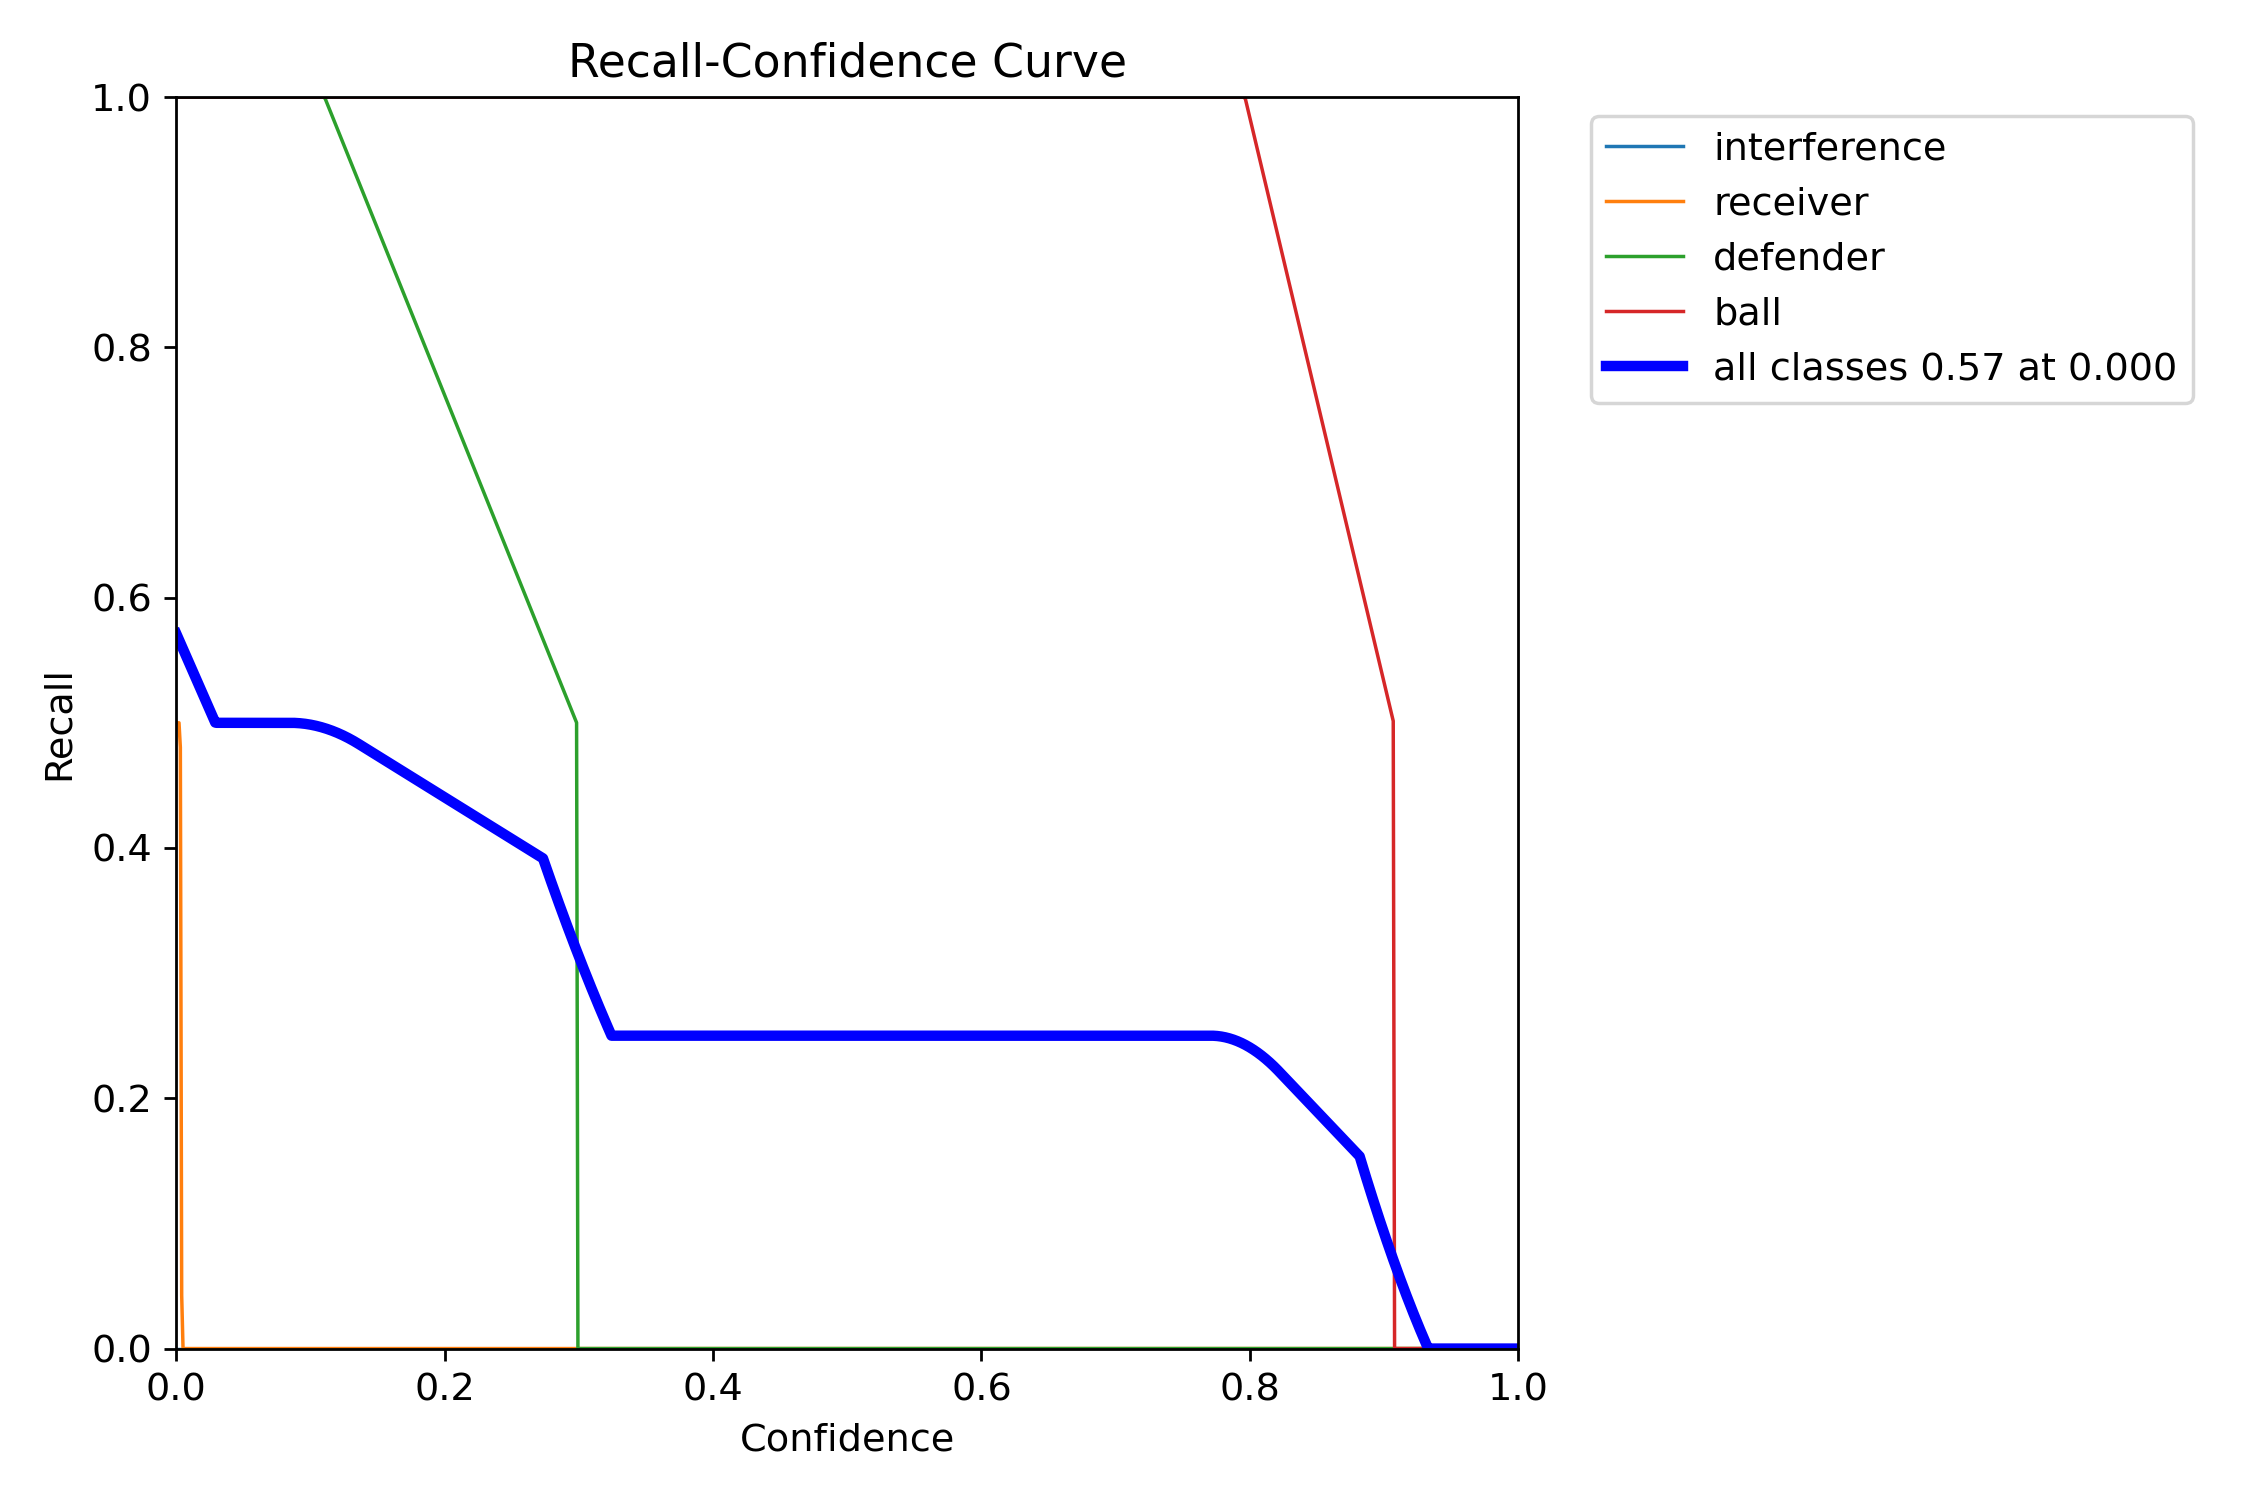 Recall-Confidence Curve
1.0
0.8
0.6
0.4
0.2
0.0
Recall
0.0 0.2 0.4 0.6 0.8 1.0
Confidence
interference
receiver
defender
ball
all classes 0.57 at 0.000